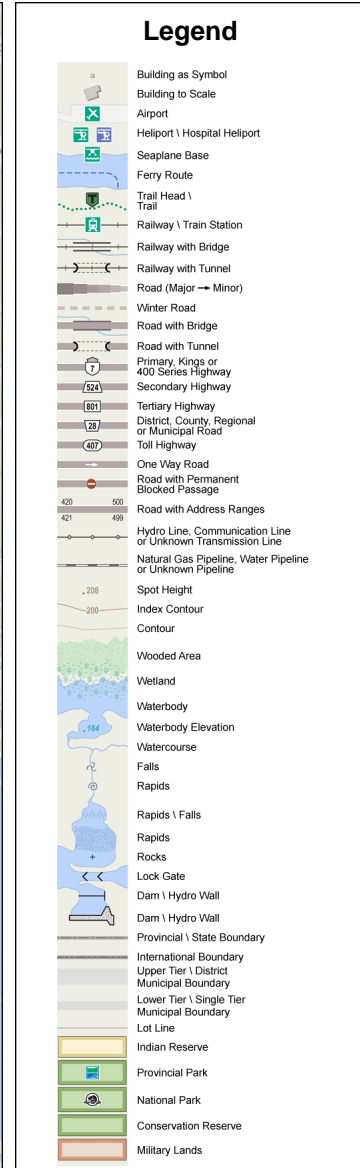 Legend
Building as Symbol
Building to Scale
Airport
Heliport \ Hospital Heliport
Seaplane Base
Ferry Route
Trail Head \
Trail
Railway \ Train Station
Railway with Bridge
Railway with Tunnel
Road (Major → Minor)
Winter Road
Road with Bridge
Road with Tunnel
7
Primary, Kings or
400 Series Highway
524
Secondary Highway
801
Tertiary Highway
28
District, County, Regional
or Municipal Road
407
Toll Highway
One Way Road
Road with Permanent
Blocked Passage
420 500
Road with Address Ranges
421 499
Hydro Line, Communication Line
or Unknown Transmission Line
Natural Gas Pipeline, Water Pipeline
or Unknown Pipeline
.208
Spot Height
200
Index Contour
Contour
Wooded Area
Wetland
Waterbody
.184
Waterbody Elevation
Watercourse
Falls
Rapids
Rapids \ Falls
Rapids
Rocks
Lock Gate
Dam \ Hydro Wall
Dam \ Hydro Wall
Provincial \ State Boundary
International Boundary
Upper Tier \ District
Municipal Boundary
Lower Tier \ Single Tier
Municipal Boundary
Lot Line
Indian Reserve
Provincial Park
National Park
Conservation Reserve
Military Lands